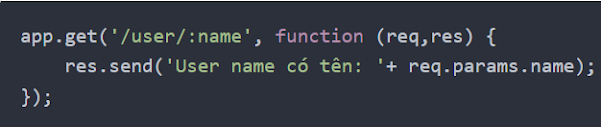 app.get('/user/:name', function (req,res) {
    res.send('User name có tên: '+ req.params.name);
});